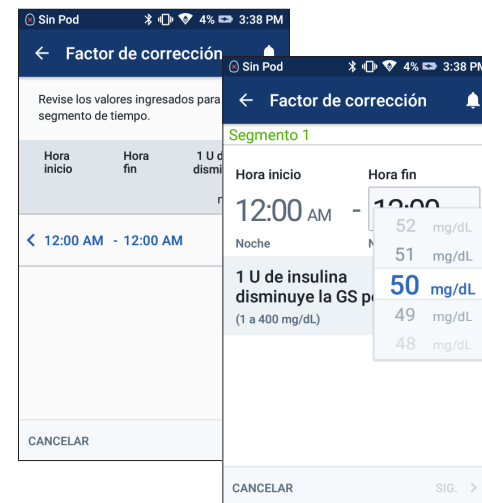 Sin Pod 4% 3:38 PM
Factor de corrección
Revise los valores ingresados para
segmento de tiempo.
Hora inicio
Hora fin
1 U
12:00 AM - 12:00 AM
CANCELAR
Sin Pod 4% 3:38 PM
Factor de corrección
Segmento 1
Hora inicio
Hora fin
12:00 AM - 12:00
Noche
1 U de insulina
disminuye la GS
(1 a 400 mg/dL)
52 mg/dL
51 mg/dL
50 mg/dL
49 mg/dL
48 mg/dL
CANCELAR
SIG.